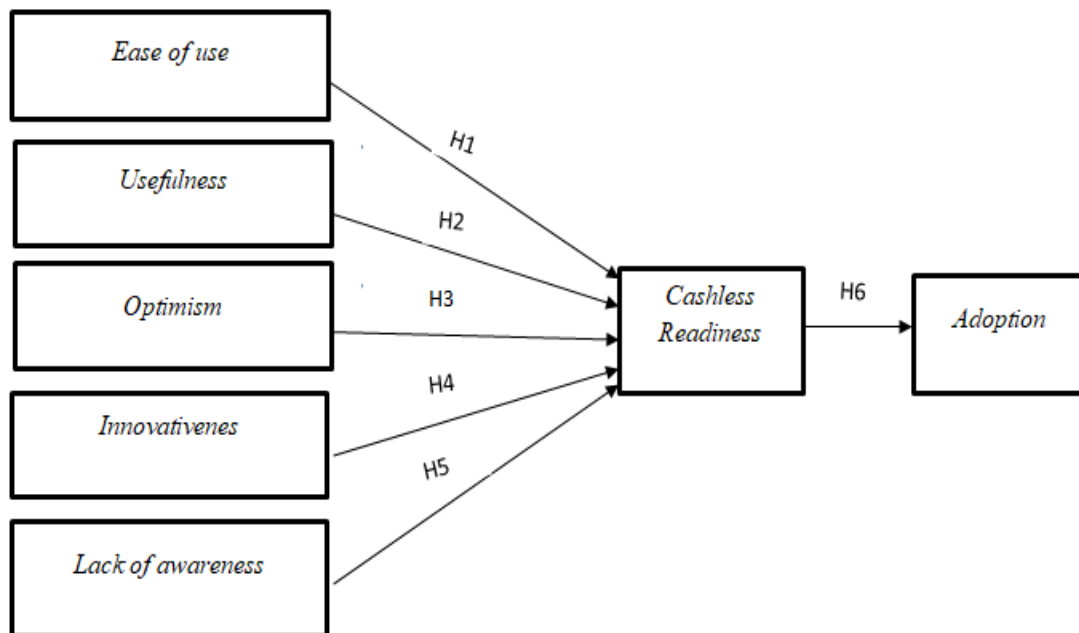 Ease of use
H1
Usefulness
H2
Optimism
H3
Innovativenes
H4
Lack of awareness
H5
Cashless
Readiness
H6
Adoption